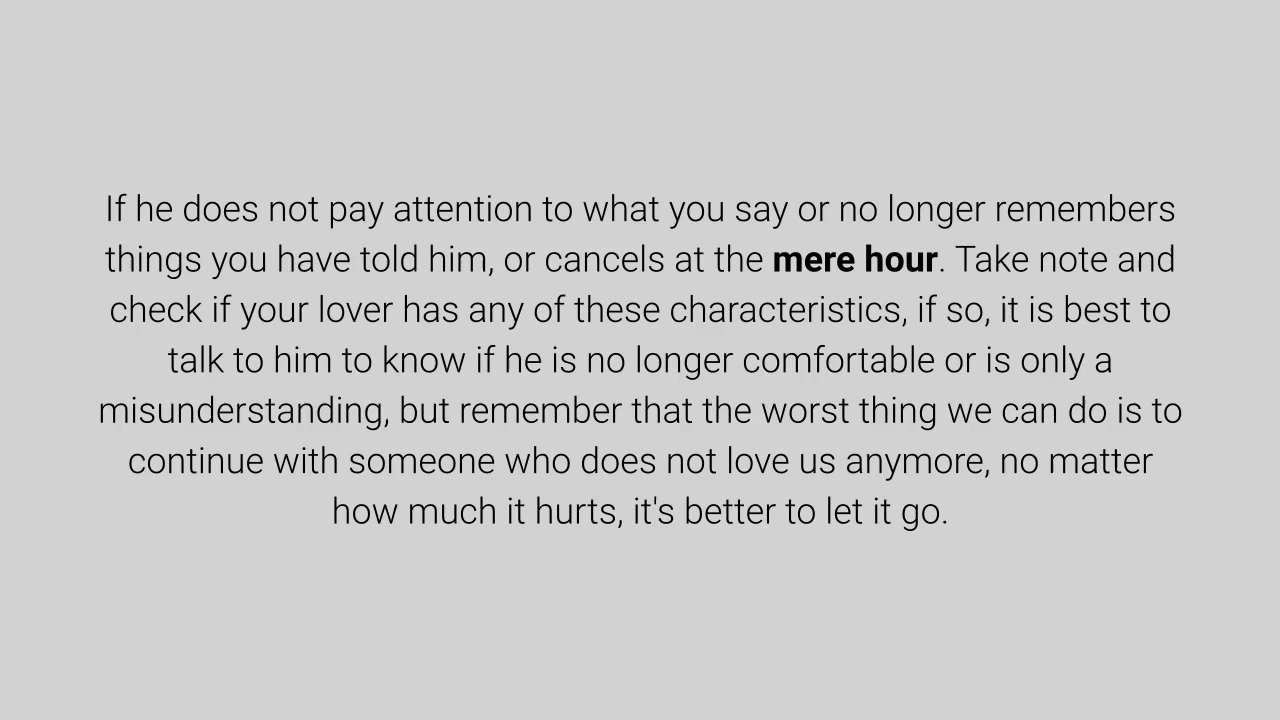 If he does not pay attention to what you say or no longer remembers
things you have told him, or cancels at the mere hour. Take note and
check if your lover has any of these characteristics, if so, it is best to
talk to him to know if he is no longer comfortable or is only a
misunderstanding, but remember that the worst thing we can do is to
continue with someone who does not love us anymore, no matter
how much it hurts, it's better to let it go.